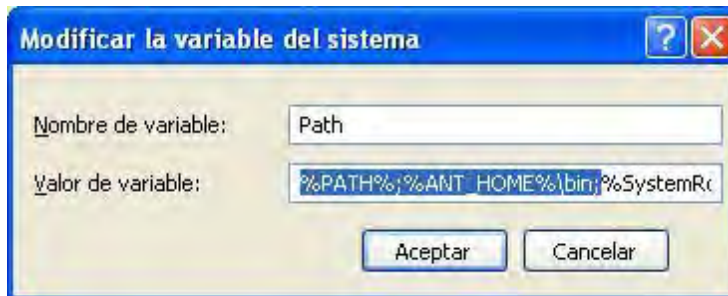 Modificar la variable del sistema
Nombre de variable: Path
Valor de variable: %PATH%;%ANT_HOME%\bin;%SystemRo
Aceptar Cancelar